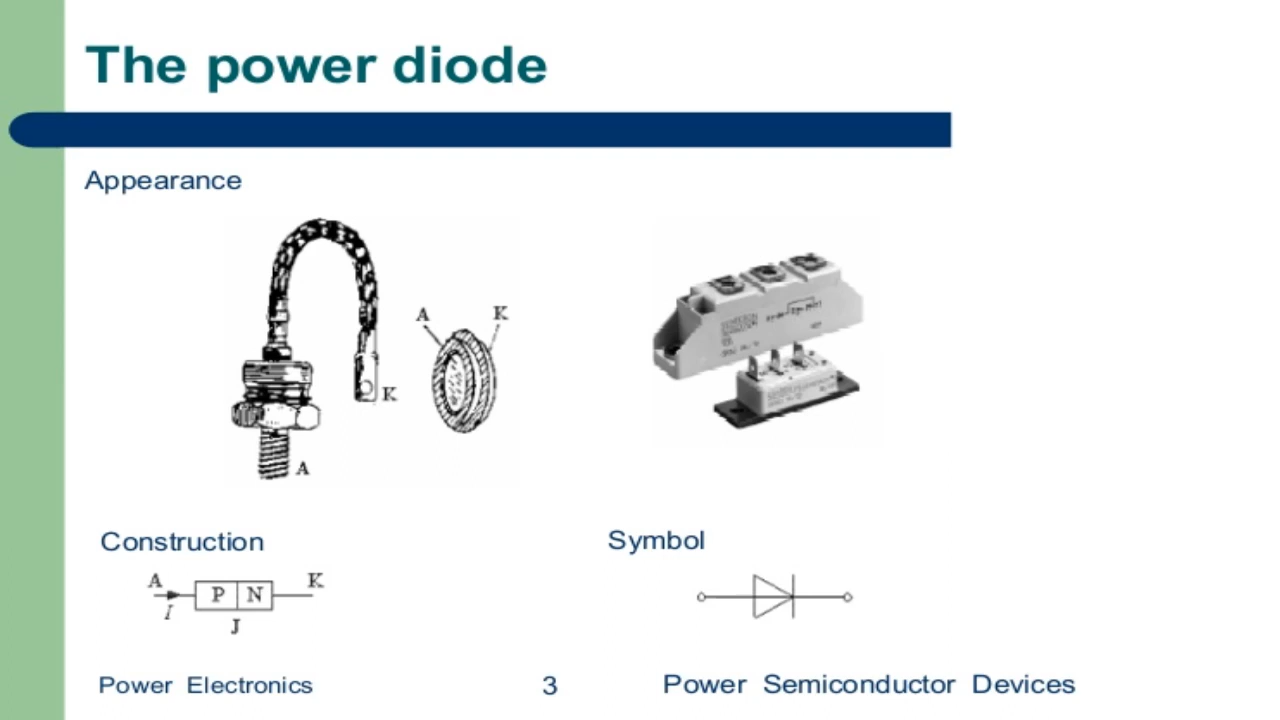 The power diode
Appearance
A
K
K
A
Construction
Symbol
A
K
P
N
I
J
Power Electronics
3
Power Semiconductor Devices